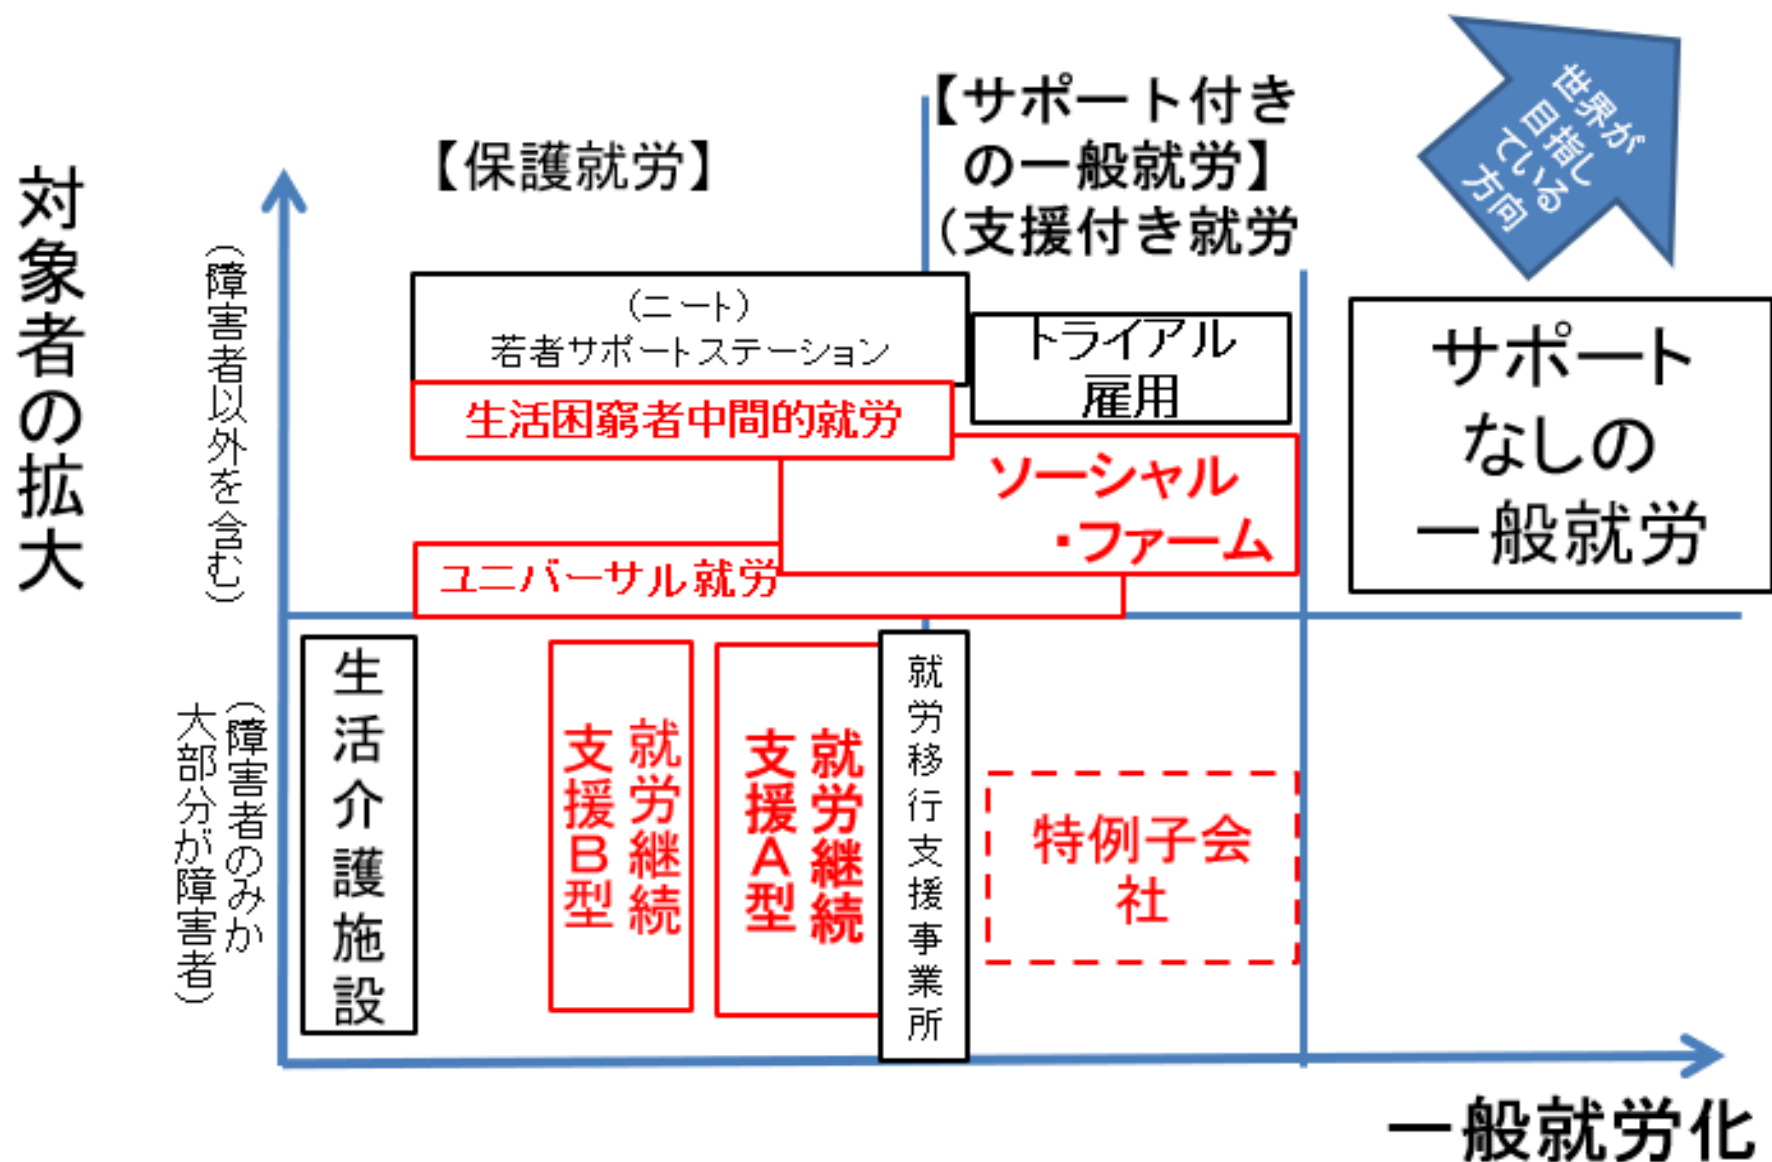 対象者の拡大
(障害者以外を含む)
(障害者のみか
大部分が障害者)
【保護就労】
【サポート付き
の一般就労】
(支援付き就労
世界が
目指し
ている
方向
(ニート)
若者サポートステーション
トライアル
雇用
サポート
なしの
一般就労
生活困窮者中間的就労
ソーシャル
・ファーム
ユニバーサル就労
生活介護施設
就労継続
支援B型
就労継続
支援A型
就労移行支援事業所
特例子会
社
一般就労化